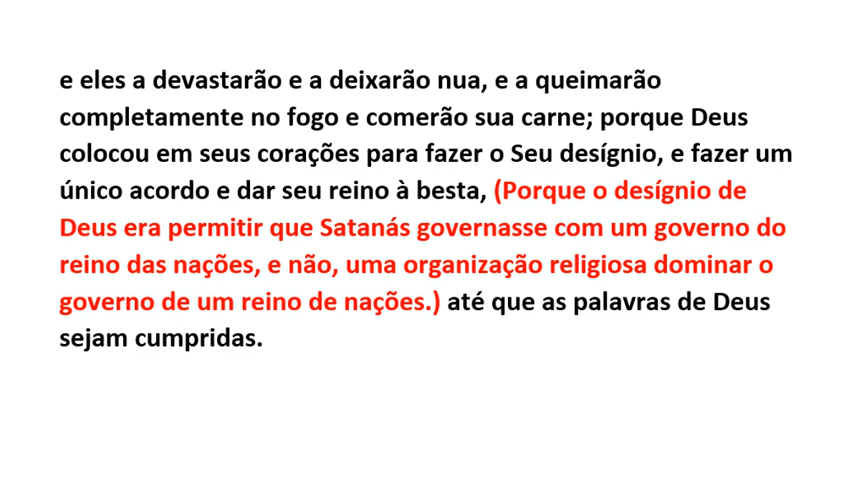 e eles a devastarão e a deixarão nua, e a queimarão
completamente no fogo e comerão sua carne; porque Deus
colocou em seus corações para fazer o Seu desígnio, e fazer um
único acordo e dar seu reino à besta, (Porque o desígnio de
Deus era permitir que Satanás governasse com um governo do
reino das nações, e não, uma organização religiosa dominar o
governo de um reino de nações.) até que as palavras de Deus
sejam cumpridas.